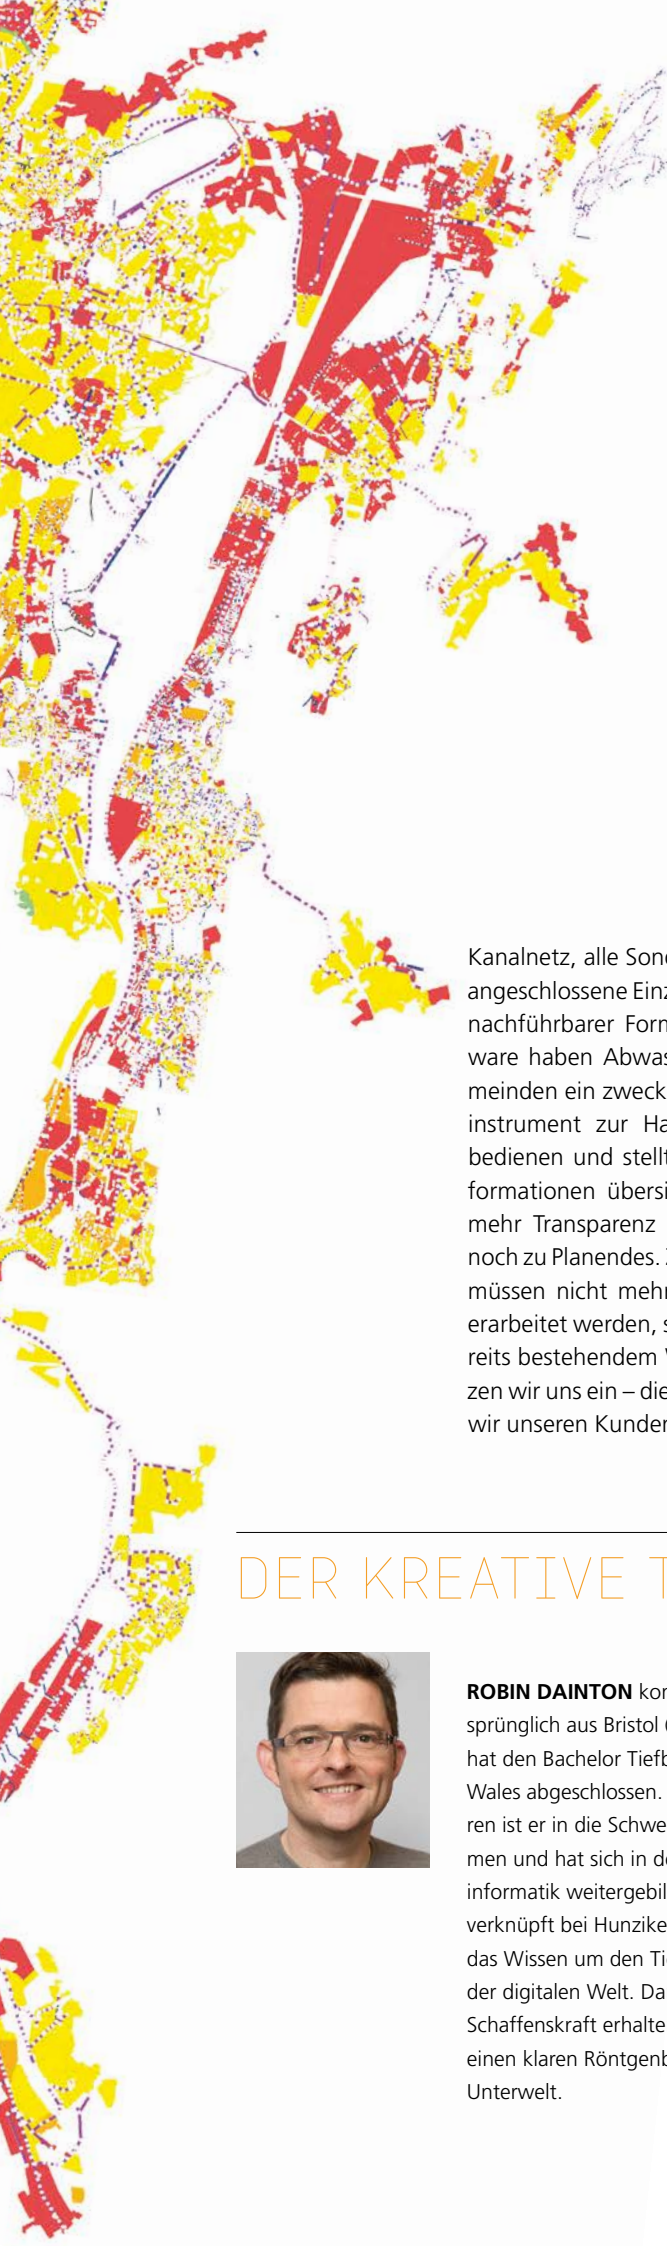 Kanalnetz, alle Sond
angeschlossene Einz
nachführbarer Form
ware haben Abwas
meinden ein zweck
instrument zur Ha
bedienen und stellt
formationen übersi
mehr Transparenz
noch zu Planendes.
müssen nicht mehr
erarbeitet werden, s
reits bestehendem
zen wir uns ein – die
wir unseren Kunden
DER KREATIVE T
ROBIN DAINTON kom
sprünglich aus Bristol
hat den Bachelor Tiefb
Wales abgeschlossen.
ren ist er in die Schwe
men und hat sich in de
informatik weitergebil
verknüpft bei Hunzike
das Wissen um den Tie
der digitalen Welt. Das
Schaffenskraft erhalte
einen klaren Röntgenb
Unterwelt.